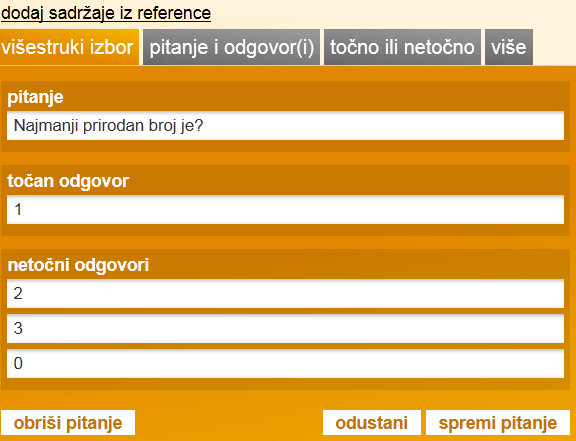 dodaj sadržaje iz reference
višestruki izbor pitanje i odgovor(i) točno ili netočno više
pitanje
Najmanji prirodan broj je?
točan odgovor
1
netočni odgovori
2
3
0
obriši pitanje odustani spremi pitanje